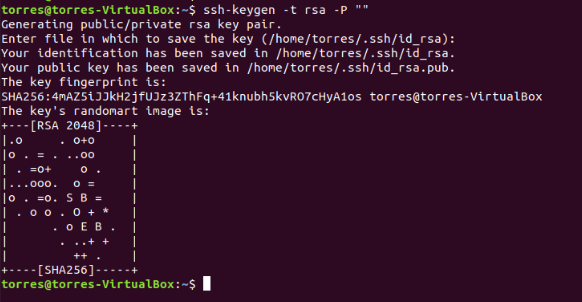 torres@torres-VirtualBox:~$ ssh-keygen -t rsa -P ""
Generating public/private rsa key pair.
Enter file in which to save the key (/home/torres/.ssh/id_rsa):
Your identification has been saved in /home/torres/.ssh/id_rsa.
Your public key has been saved in /home/torres/.ssh/id_rsa.pub.
The key fingerprint is:
SHA256:4mAZ5iJJkH2jfUJz3ZThFq+41knubh5kvRO7cHyA1os torres@torres-VirtualBox
The key's randomart image is:
+---[RSA 2048]----+
|.o     . o+o     |
|o . = . ..oo     |
| . =o+    o .    |
|...ooo.  o =     |
|o . =o. S B =    |
| . o o . O + *   |
|      . o E B .  |
|       . ..+ +   |
|        ++ .     |
+----[SHA256]-----+
torres@torres-VirtualBox:~$